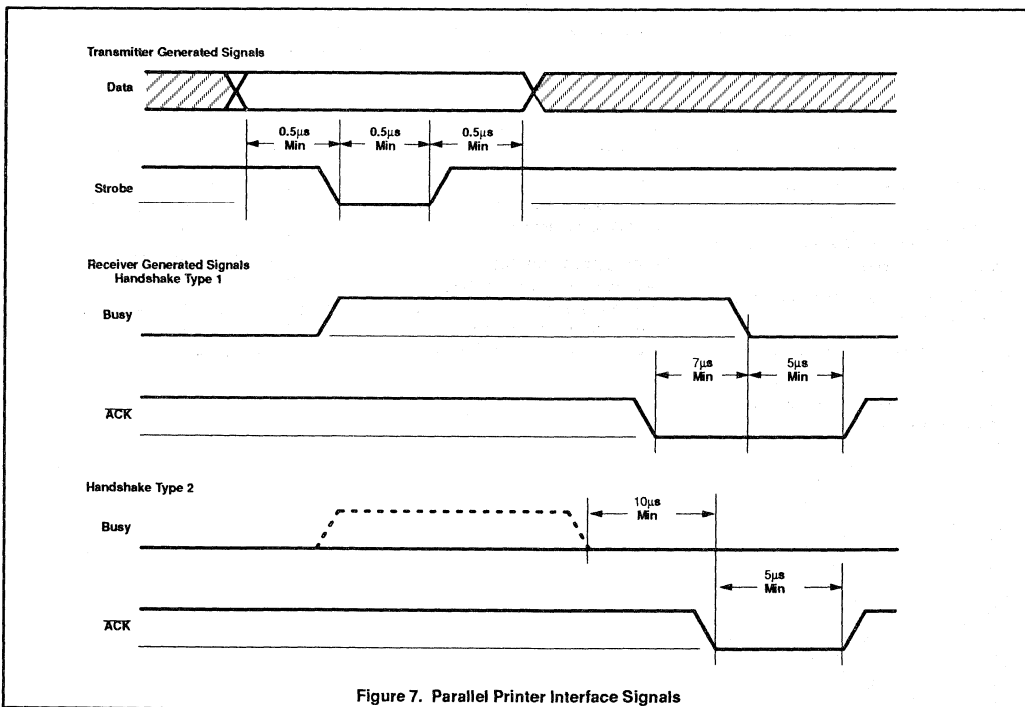 Transmitter Generated Signals
Data
0.5µs
Min
0.5µs
Min
0.5µs
Min
Strobe
Receiver Generated Signals
Handshake Type 1
Busy
7µs
Min
5µs
Min
ACK
Handshake Type 2
Busy
10µs
Min
5µs
Min
ACK
Figure 7. Parallel Printer Interface Signals